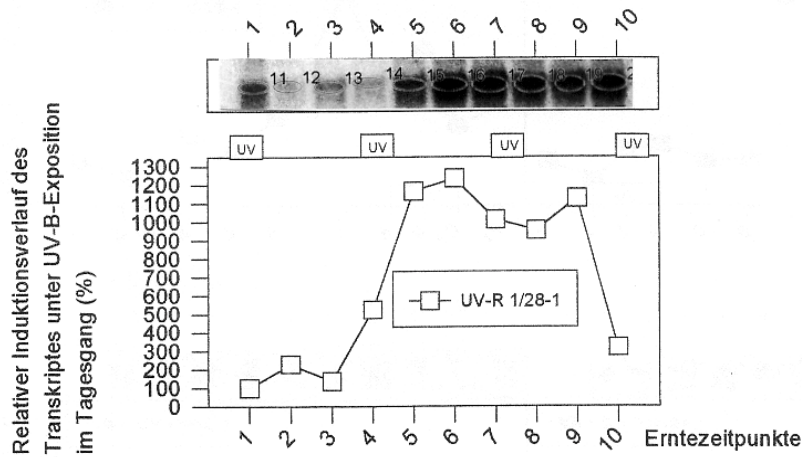 1 2 3 4 5 6 7 8 9 10
11 12 13 14 15 16 17 18 19 2
UV UV UV UV
Relativer Induktionsverlauf des
Transkriptes unter UV-B-Exposition
im Tagesgang (%)
1300
1200
1100
1000
900
800
700
600
500
400
300
200
100
0
UV-R 1/28-1
1 2 3 4 5 6 7 8 9 10 Erntezeitpunkte